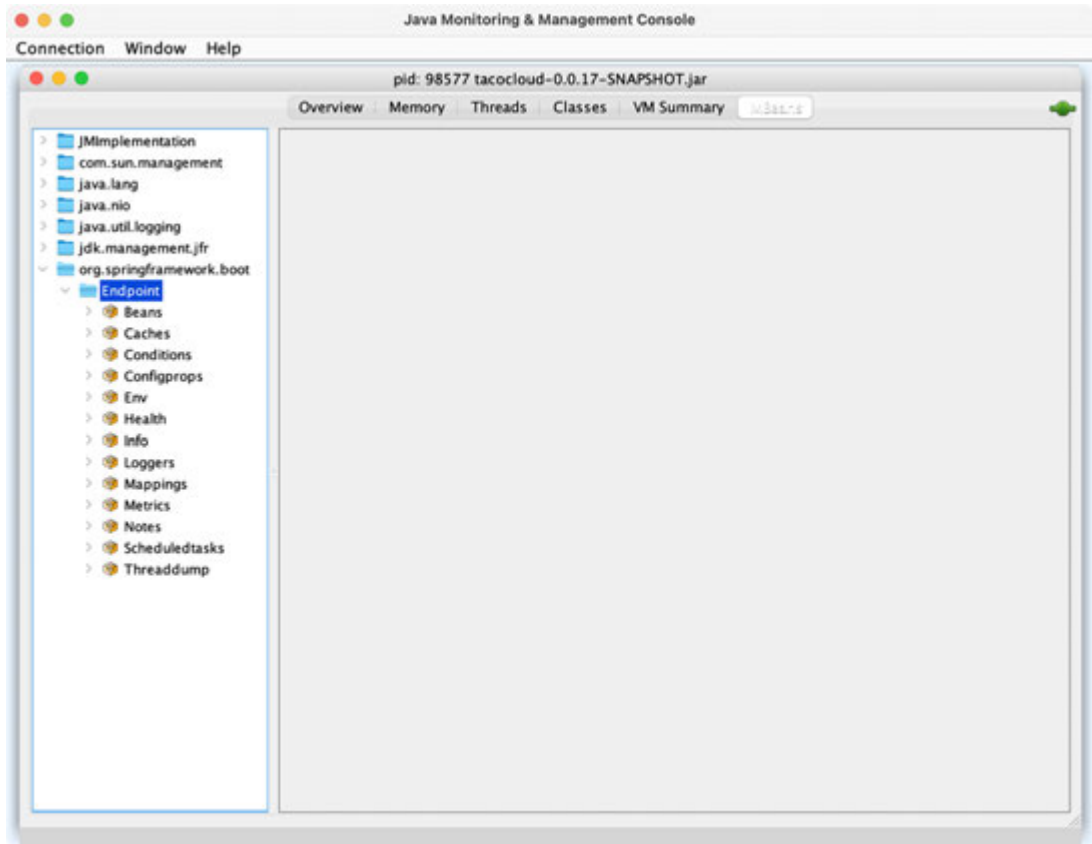 Java Monitoring & Management Console
Connection Window Help
pid: 98577 tacocloud-0.0.17-SNAPSHOT.jar
Overview Memory Threads Classes VM Summary MBeans
JMImplementation
com.sun.management
java.lang
java.nio
java.util.logging
jdk.management.jfr
org.springframework.boot
Endpoint
Beans
Caches
Conditions
Configprops
Env
Health
Info
Loggers
Mappings
Metrics
Notes
Scheduledtasks
Threaddump